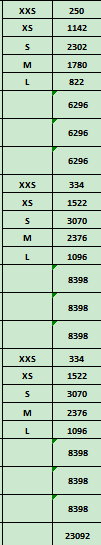 XXS 250
XS 1142
S 2302
M 1780
L 822
6296
6296
6296
XXS 334
XS 1522
S 3070
M 2376
L 1096
8398
8398
8398
XXS 334
XS 1522
S 3070
M 2376
L 1096
8398
8398
8398
23092